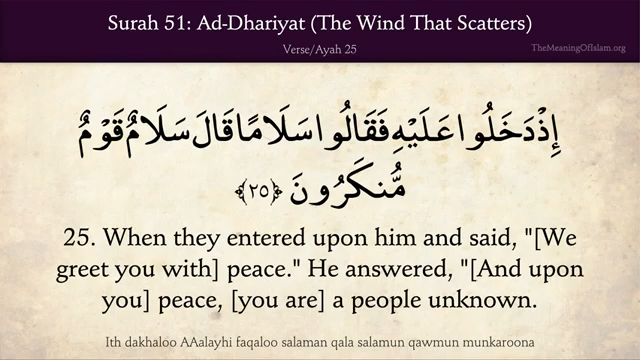 Surah 51: Ad-Dhariyat (The Wind That Scatters)
Verse/Ayah 25
TheMeaningOfIslam.org
إِذْ دَخَلُوا عَلَيْهِ فَقَالُوا سَلَامًا قَالَ سَلَامٌ قَوْمٌ
مُّنكَرُونَ ﴿٢٥﴾
25. When they entered upon him and said, "[We
greet you with] peace." He answered, "[And upon
you] peace, [you are] a people unknown.
Ith dakhaloo AAalayhi faqaloo salaman qala salamun qawmun munkaroona